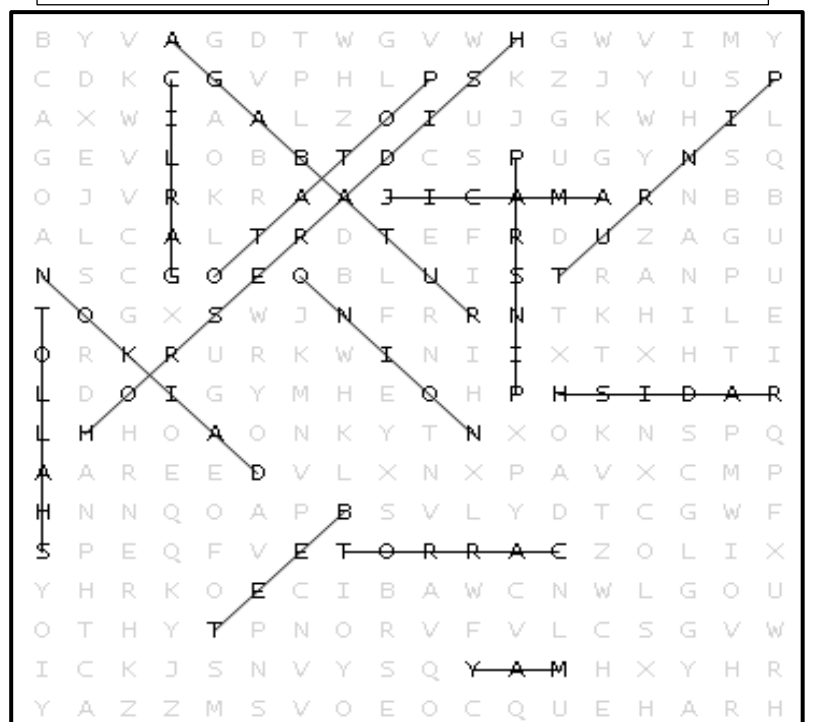 B Y V A G D T W G V W H G W V I M Y
C D K C G V P H L P S K Z J Y U S P
A X W I A A L Z O I U J G K W H I L
G E V L O B B T D C S P U G Y N S Q
O J V R K R A A J I C A M A R N B B
A L C A L T R D T E F R D U Z A G U
N S C G O E Q B L U I S T R A N P U
T O G X S W J N F R R N T K H I L E
O R K R U R K W I N I I X T X H T I
L D O I G Y M H E O H P H S I D A R
L H H O A O N K Y T N X O K N S P Q
A A R E E D V L X N X P A V X C M P
H N N Q O A P B S V L Y D T C G W F
S P E Q F V E T O R R A C Z O L I X
Y H R K O E C I B A W C N W L G O U
O T H Y T P N O R V F V L C S G V W
I C K J S N V Y S Q Y A M H X Y H R
Y A Z Z M S V O E O C Q U E H A R H